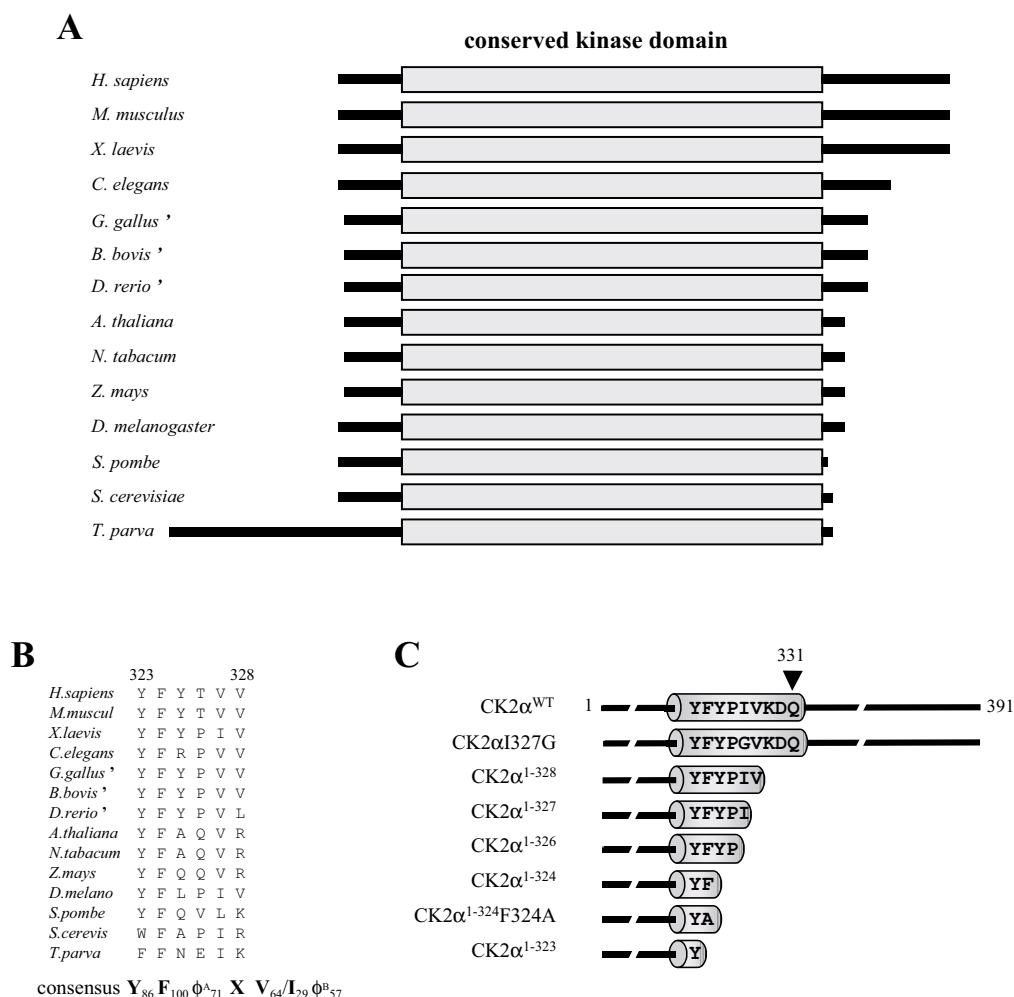 A
conserved kinase domain
H. sapiens
M. musculus
X. laevis
C. elegans
G. gallus ’
B. bovis ’
D. rerio ’
A. thaliana
N. tabacum
Z. mays
D. melanogaster
S. pombe
S. cerevisiae
T. parva
B
323 328
H.sapiens Y F Y T V V
M.muscul Y F Y T V V
X.laevis Y F Y P I V
C.elegans Y F R P V V
G.gallus ’ Y F Y P V V
B.bovis ’ Y F Y P V V
D.rerio ’ Y F Y P V L
A.thaliana Y F A Q V R
N.tabacum Y F A Q V R
Z.mays Y F Q Q V R
D.melano Y F L P I V
S.pombe Y F Q V L K
S.cerevis W F A P I R
T.parva F F N E I K
consensus Y86 F100 ϕA71 X V64/I29 ϕB57
C
331
CK2αWT 1 YFYPIVKDQ 391
CK2αI327G YFYPGVKDQ
CK2α1-328 YFYPIV
CK2α1-327 YFYPI
CK2α1-326 YFYP
CK2α1-324 YF
CK2α1-324F324A YA
CK2α1-323 Y